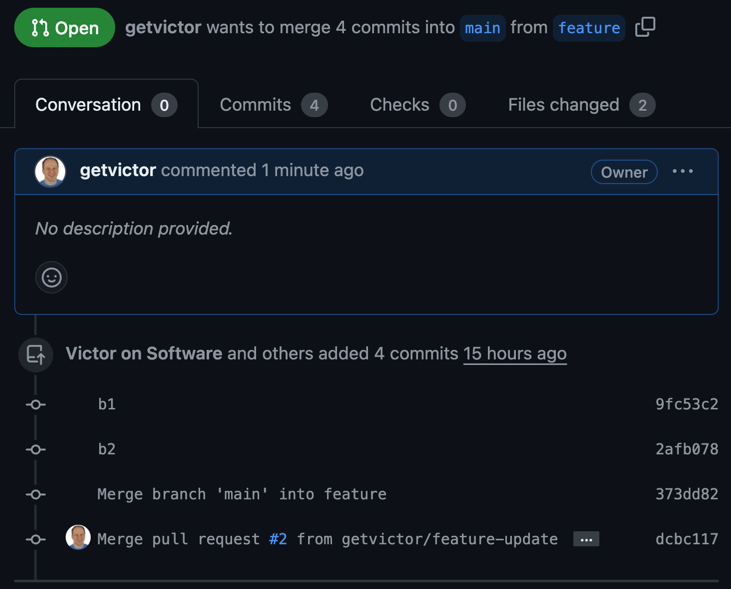 Open getvictor wants to merge 4 commits into main from feature
Conversation 0 Commits 4 Checks 0 Files changed 2
getvictor commented 1 minute ago Owner ...
No description provided.
Victor on Software and others added 4 commits 15 hours ago
b1 9fc53c2
b2 2afb078
Merge branch 'main' into feature 373dd82
Merge pull request #2 from getvictor/feature-update ... dcbc117